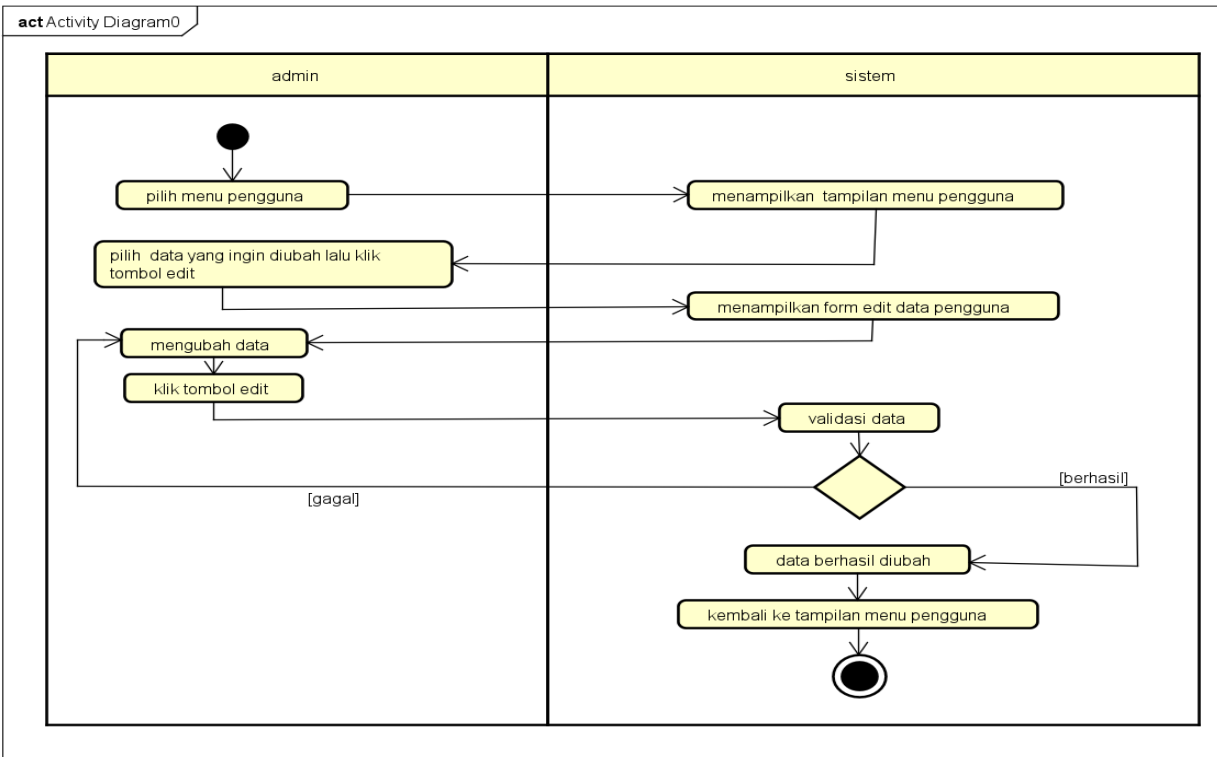 act Activity Diagram0
admin
sistem
pilih menu pengguna
menampilkan tampilan menu pengguna
pilih data yang ingin diubah lalu klik
tombol edit
menampilkan form edit data pengguna
mengubah data
klik tombol edit
validasi data
[berhasil]
[gagal]
data berhasil diubah
kembali ke tampilan menu pengguna